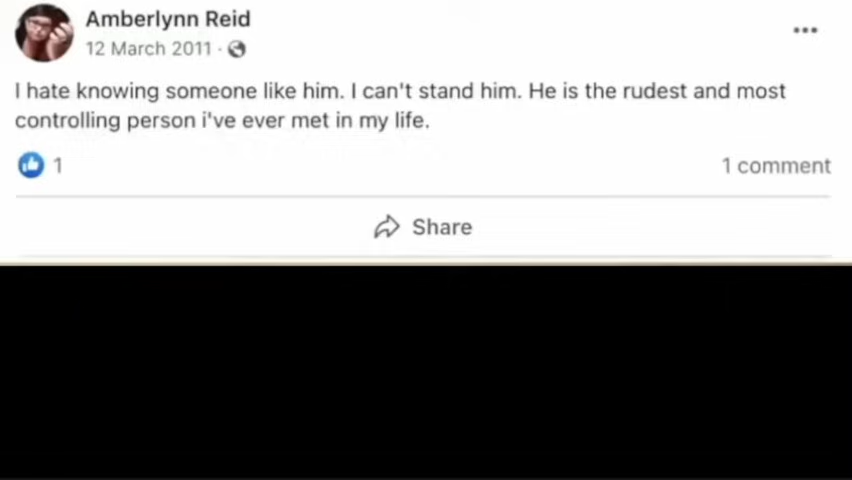 Amberlynn Reid
12 March 2011 ·
I hate knowing someone like him. I can't stand him. He is the rudest and most
controlling person i've ever met in my life.
1
1 comment
Share